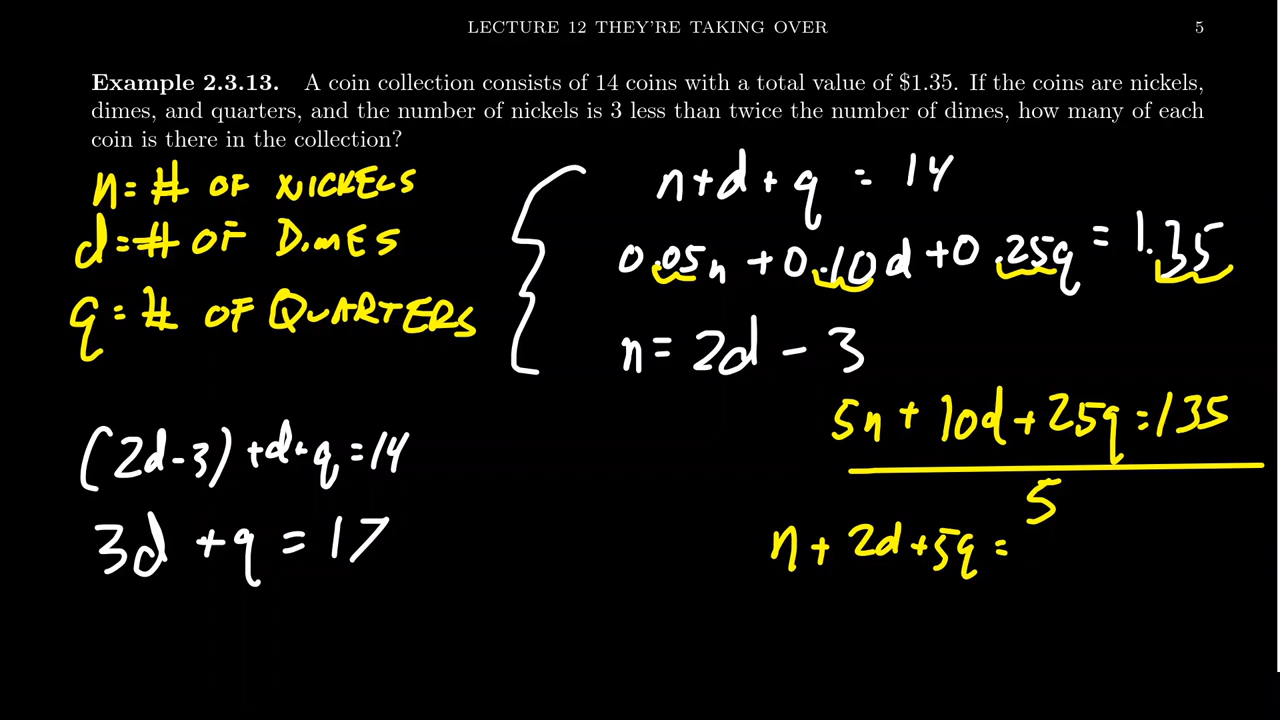 LECTURE 12 THEY'RE TAKING OVER 5
Example 2.3.13. A coin collection consists of 14 coins with a total value of $1.35. If the coins are nickels,
dimes, and quarters, and the number of nickels is 3 less than twice the number of dimes, how many of each
coin is there in the collection?
n = # OF NICKELS
d = # OF DIMES
q = # OF QUARTERS
n + d + q = 14
0.05n + 0.10d + 0.25q = 1.35
n = 2d - 3
(2d - 3) + d + q = 14
3d + q = 17
5n + 10d + 25q = 135
5
n + 2d + 5q =